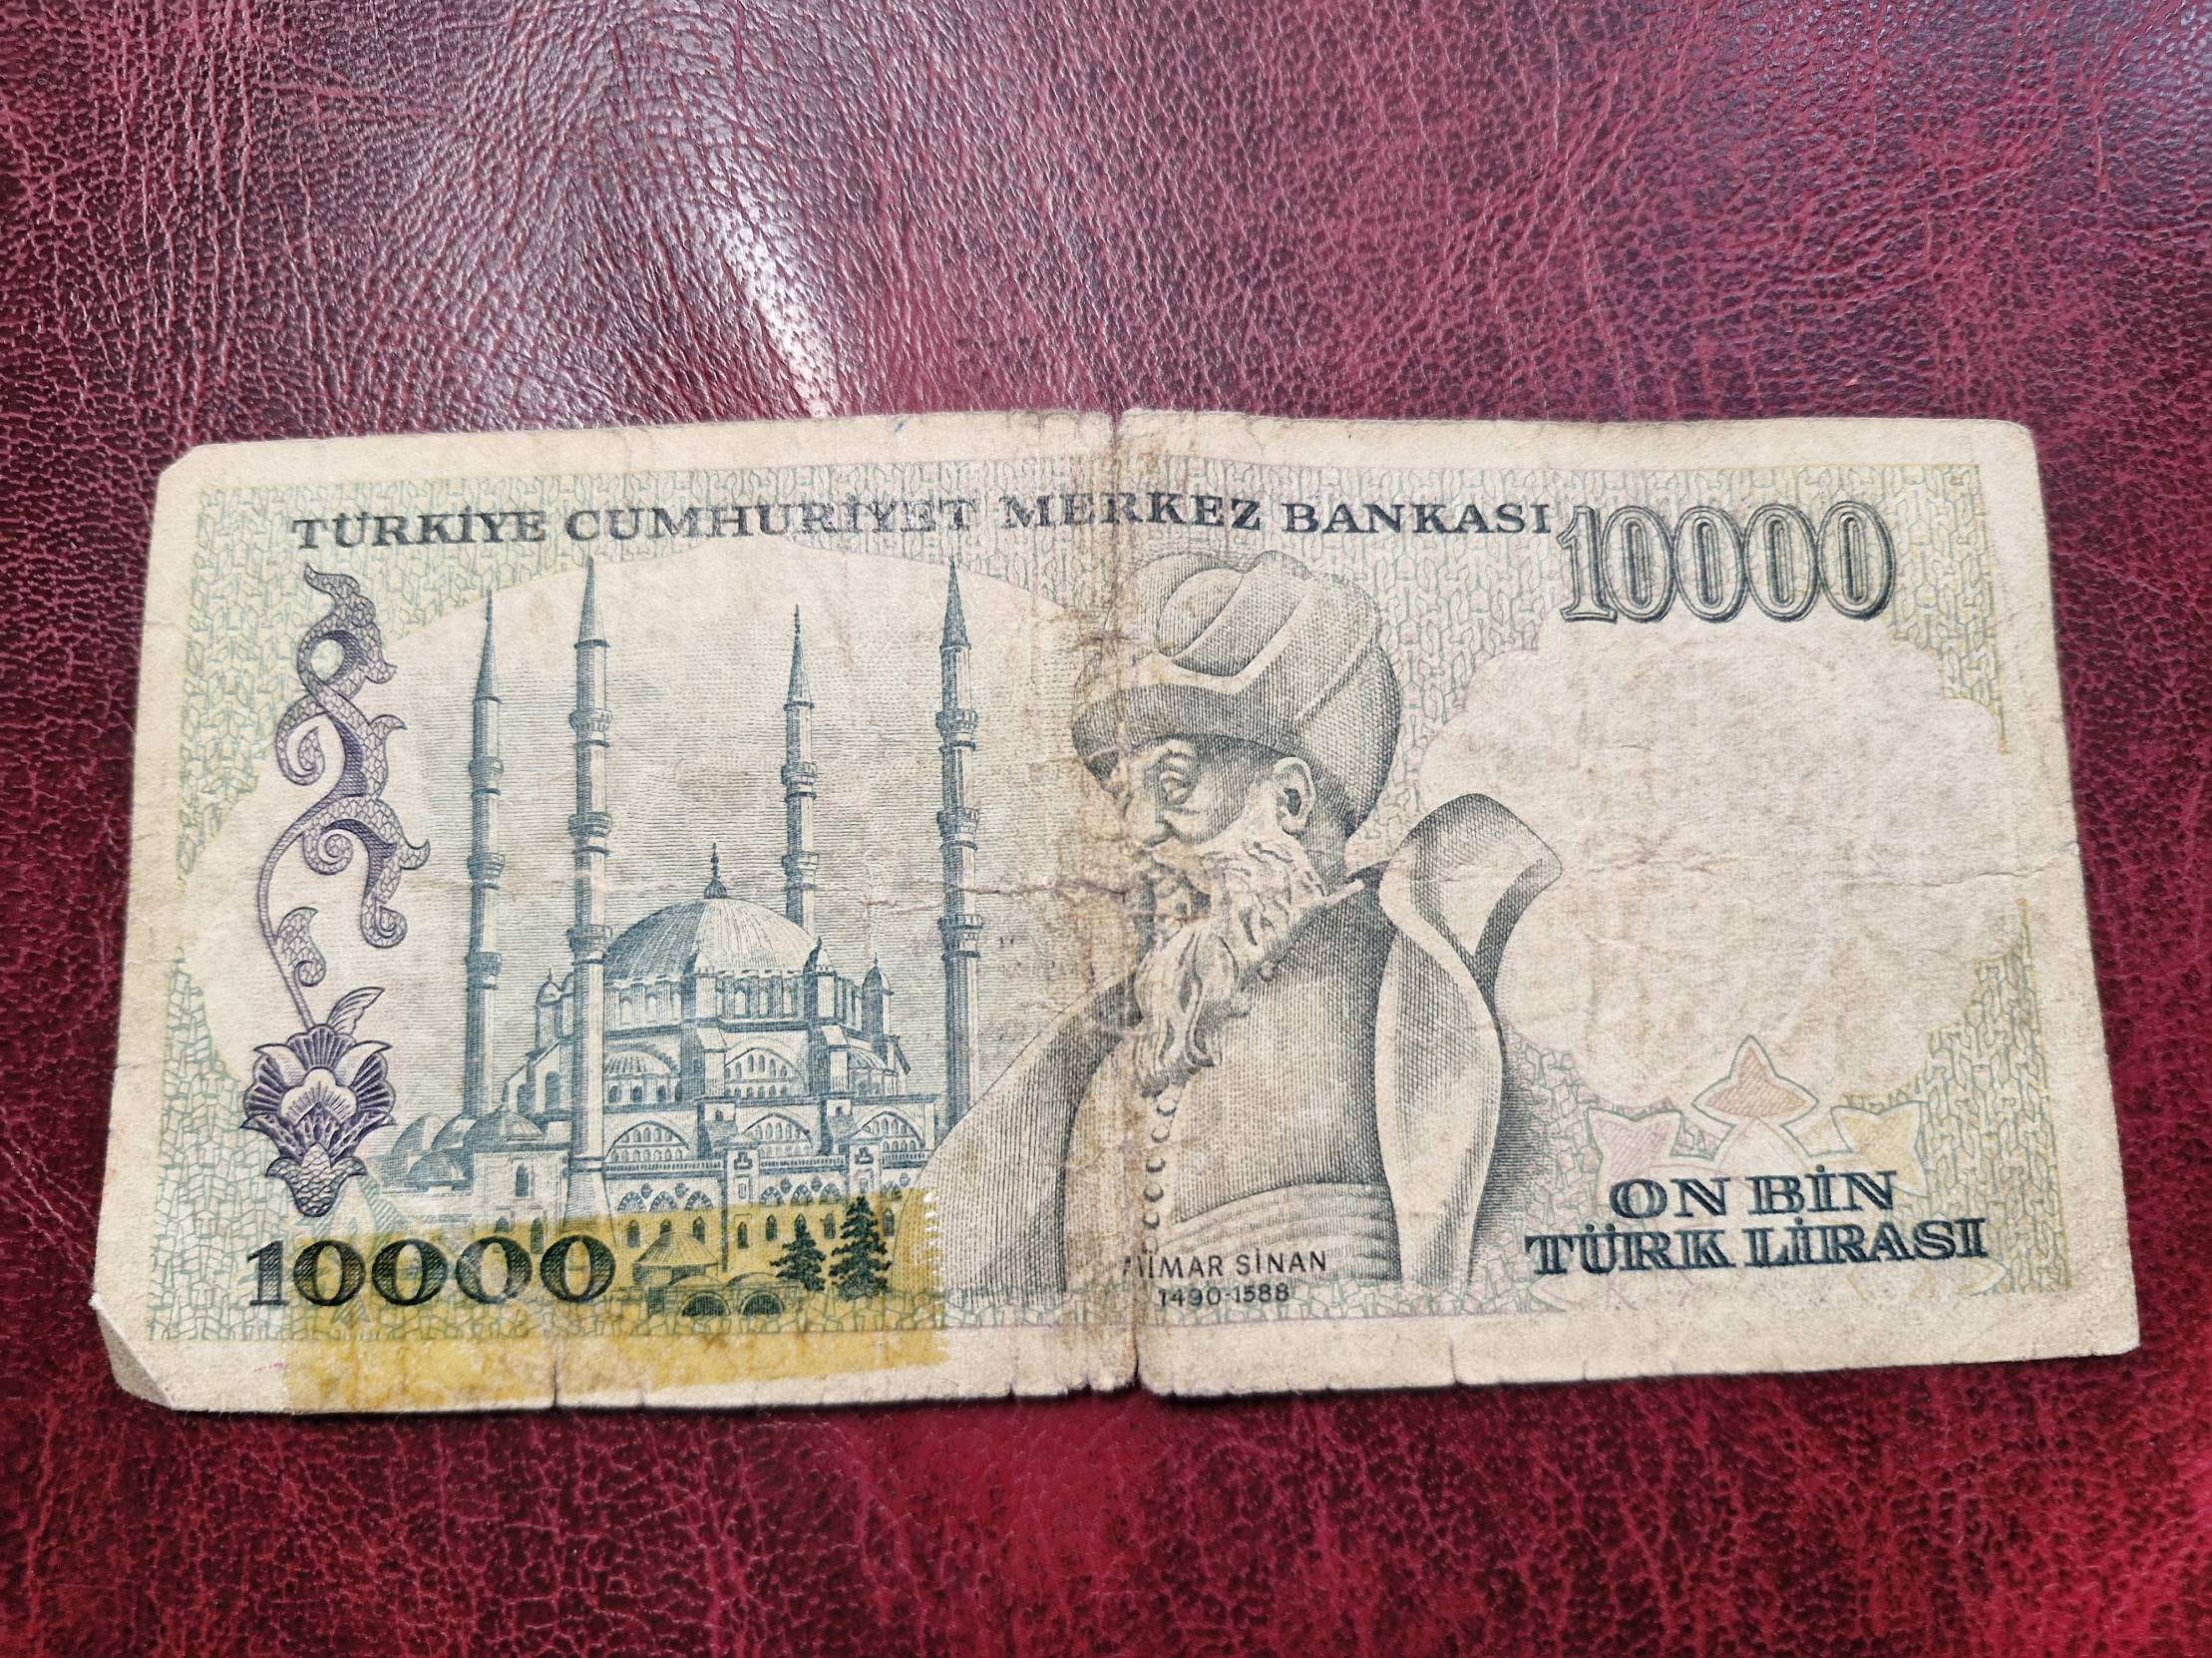 TÜRKİYE CUMHURİYET MERKEZ BANKASI
10000
10000
MİMAR SİNAN
1490-1588
ON BİN
TÜRK LİRASI